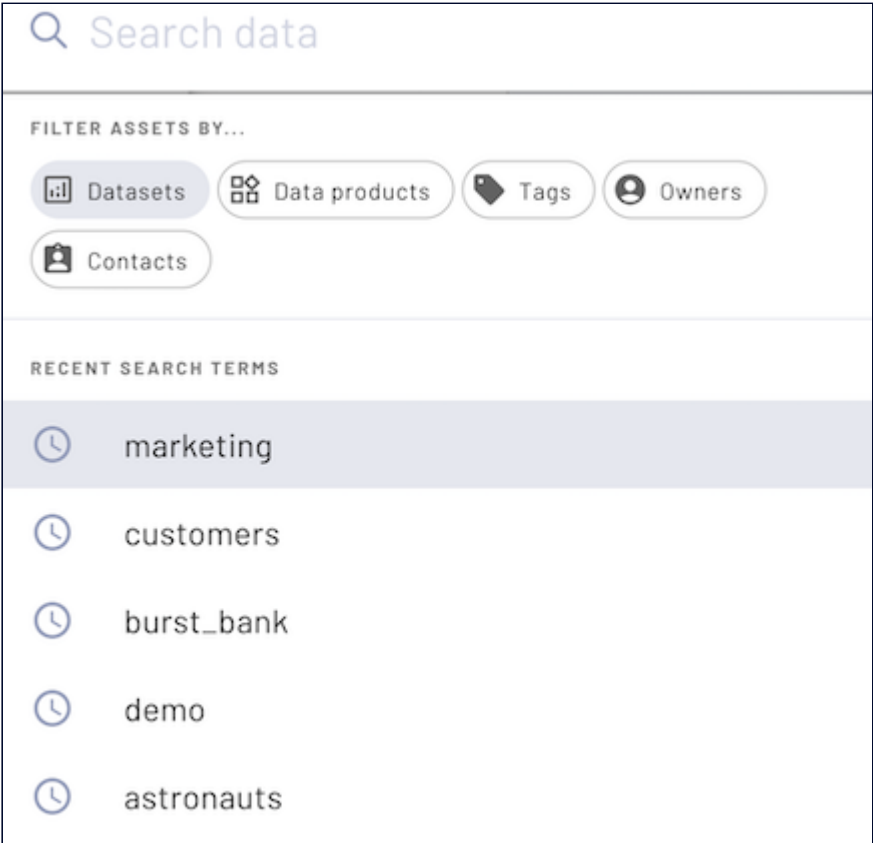 Search data
FILTER ASSETS BY...
Datasets Data products Tags Owners
Contacts
RECENT SEARCH TERMS
marketing
customers
burst_bank
demo
astronauts